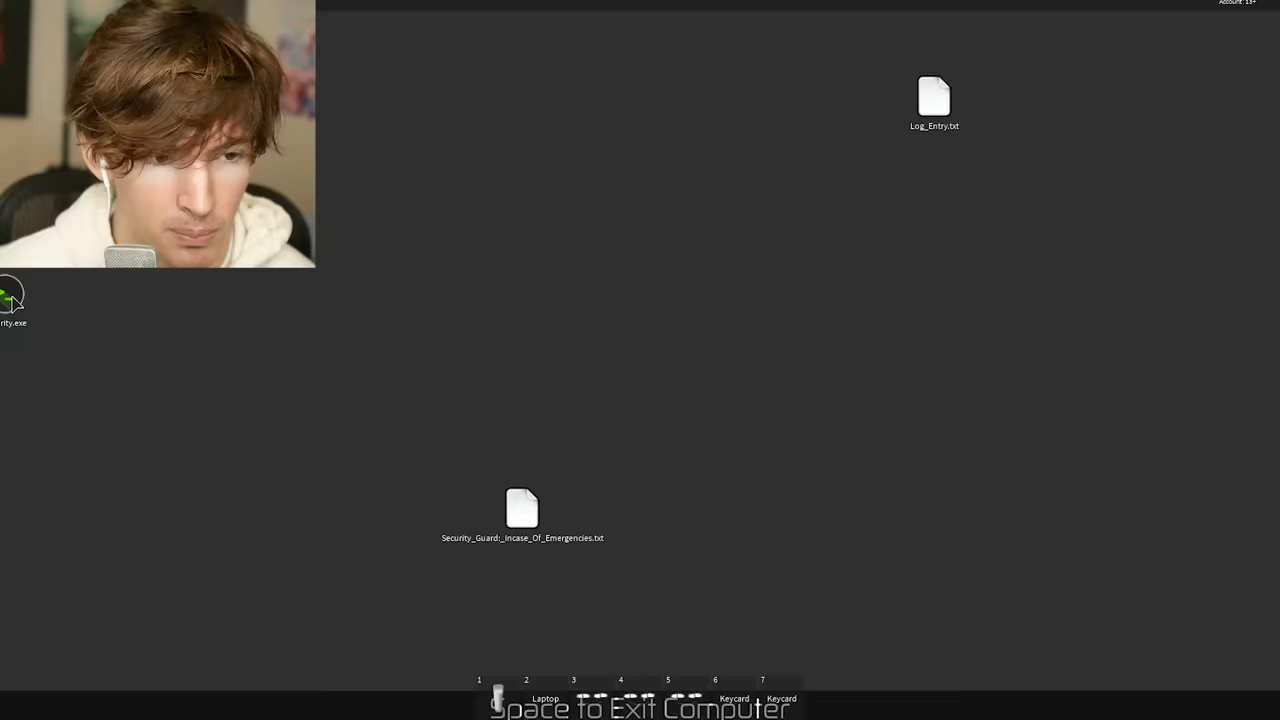 Account: 13+
Log_Entry.txt
rity.exe
Security_Guard:_Incase_Of_Emergencies.txt
1 2 3 4 5 6 7
Laptop Keycard Keycard
Space to Exit Computer